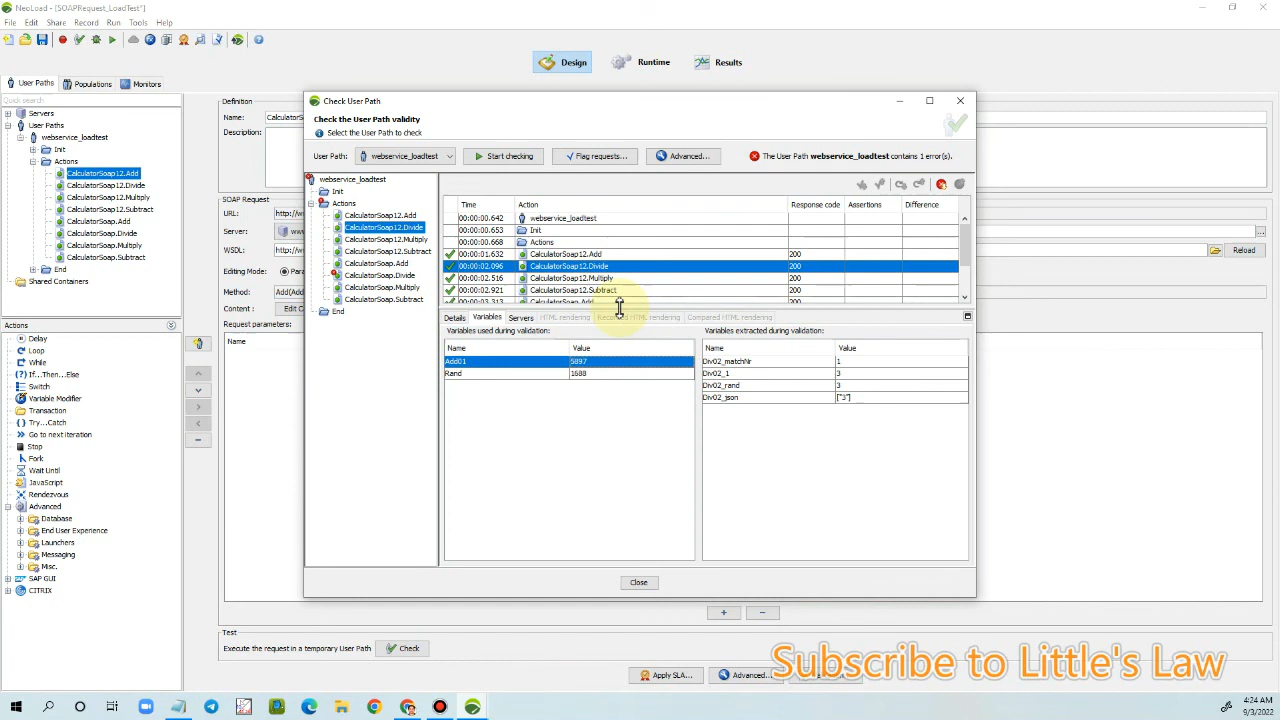 NeoLoad - [SOAPRequest_LoadTest*]
File Edit Share Record Run Tools Help
Design Runtime Results
User Paths Populations Monitors
Quick search
Servers
User Paths
webservice_loadtest
Init
Actions
CalculatorSoap12.Add
CalculatorSoap12.Divide
CalculatorSoap12.Multiply
CalculatorSoap12.Subtract
CalculatorSoap.Add
CalculatorSoap.Divide
CalculatorSoap.Multiply
CalculatorSoap.Subtract
End
Shared Containers
Actions
Delay
Loop
While
If...Then...Else
Switch
Variable Modifier
Transaction
Try...Catch
Go to next iteration
Stop
Fork
Wait Until
JavaScript
Rendezvous
Advanced
Database
End User Experience
Launchers
Messaging
Misc.
SAP GUI
CITRIX
Definition
Name: CalculatorSoa
Description:
SOAP Request
URL: http://w
Server: www
WSDL: http://w
Reload
Editing Mode: Para
Method: Add(Add
Content : Edit C
Request parameters:
Name
Check User Path
Check the User Path validity
Select the User Path to check
User Path: webservice_loadtest Start checking Flag requests... Advanced... The User Path webservice_loadtest contains 1 error(s).
webservice_loadtest
Init
Actions
CalculatorSoap12.Add
CalculatorSoap12.Divide
CalculatorSoap12.Multiply
CalculatorSoap12.Subtract
CalculatorSoap.Add
CalculatorSoap.Divide
CalculatorSoap.Multiply
CalculatorSoap.Subtract
End
Time Action Response code Assertions Difference
00:00:00.642 webservice_loadtest
00:00:00.653 Init
00:00:00.668 Actions
00:00:01.632 CalculatorSoap12.Add 200
00:00:02.096 CalculatorSoap12.Divide 200
00:00:02.516 CalculatorSoap12.Multiply 200
00:00:02.921 CalculatorSoap12.Subtract 200
00:00:03.313 CalculatorSoap.Add 200
Details Variables Servers HTML rendering Recorded HTML rendering Compared HTML rendering
Variables used during validation: Variables extracted during validation:
Name Value Name Value
Add01 5897 Div02_matchNr 1
Rand 1688 Div02_1 3
Div02_rand 3
Div02_json ["3"]
Close
Test
Execute the request in a temporary User Path Check
Apply SLA... Advanced...
Subscribe to Little's Law
4:24 AM
9/3/2022